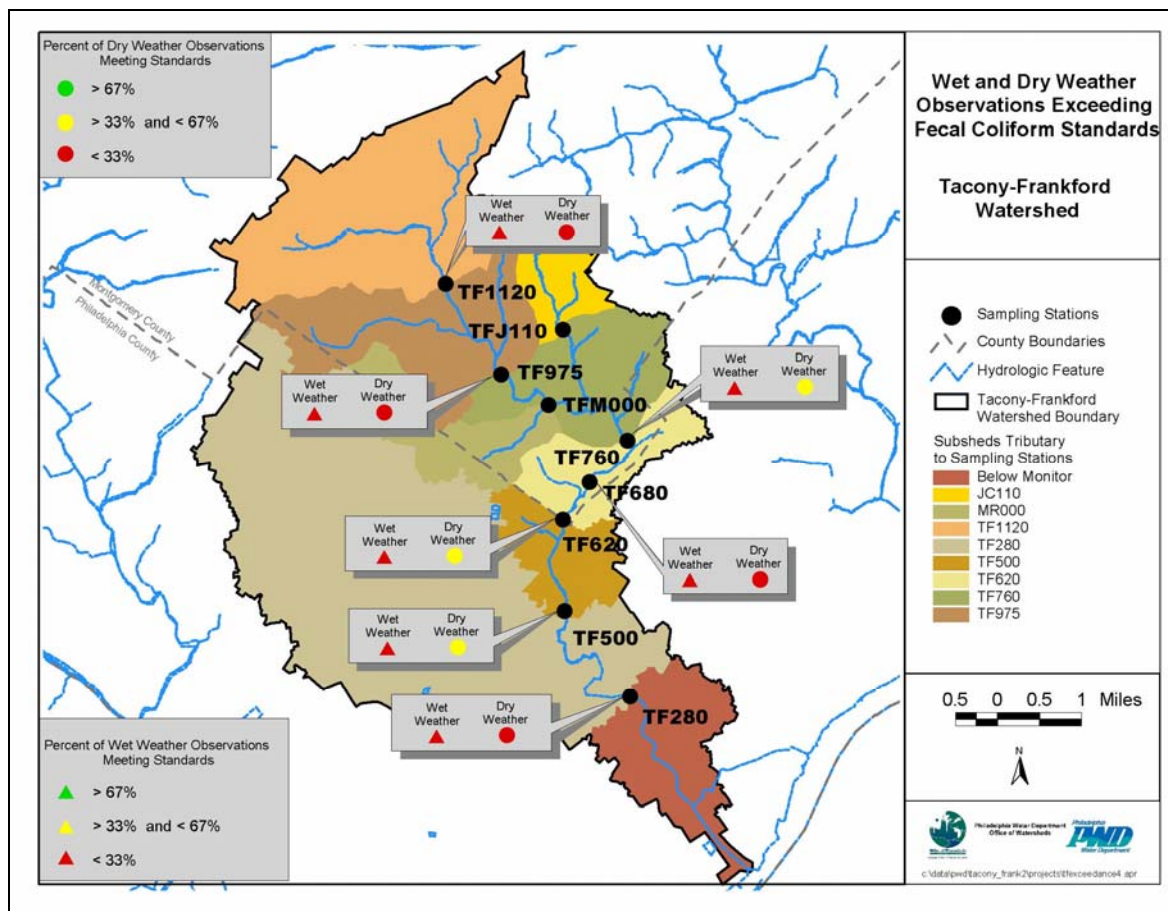 Percent of Dry Weather Observations
Meeting Standards
> 67%
> 33% and < 67%
< 33%
Wet
Weather
Dry
Weather
TF1120
TFJ110
Montgomery County
Philadelphia County
TF975
Wet
Weather
Dry
Weather
TFM000
Wet
Weather
Dry
Weather
TF760
TF680
Wet
Weather
Dry
Weather
TF620
Wet
Weather
Dry
Weather
Wet
Weather
Dry
Weather
TF500
Wet
Weather
Dry
Weather
TF280
Percent of Wet Weather Observations
Meeting Standards
> 67%
> 33% and < 67%
< 33%
Wet and Dry Weather
Observations Exceeding
Fecal Coliform Standards
Tacony-Frankford
Watershed
Sampling Stations
County Boundaries
Hydrologic Feature
Tacony-Frankford
Watershed Boundary
Subsheds Tributary
to Sampling Stations
Below Monitor
JC110
MR000
TF1120
TF280
TF500
TF620
TF760
TF975
0.5 0 0.5 1 Miles
N
Philadelphia Water Department
Office of Watersheds
Philadelphia
PWD
Water Department
c:\data\pwd\tacony_frank2\projects\tfexceedance4.apr